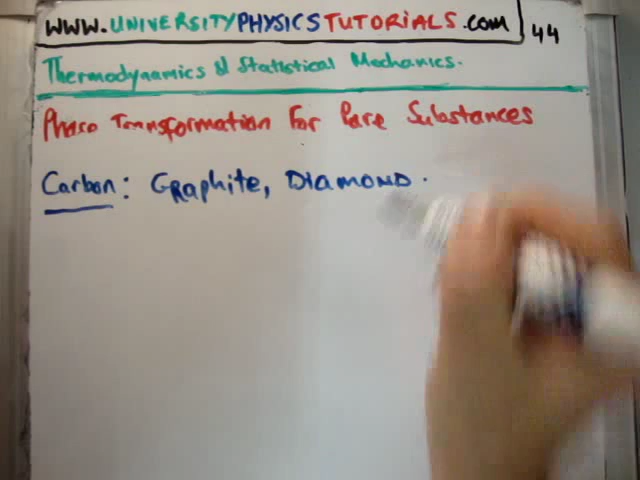 WWW.UNIVERSITYPHYSICSTUTORIALS.COM 44
Thermodynamics & Statistical Mechanics.
Phase Transformation For Pure Substances
Carbon: Graphite, Diamond.